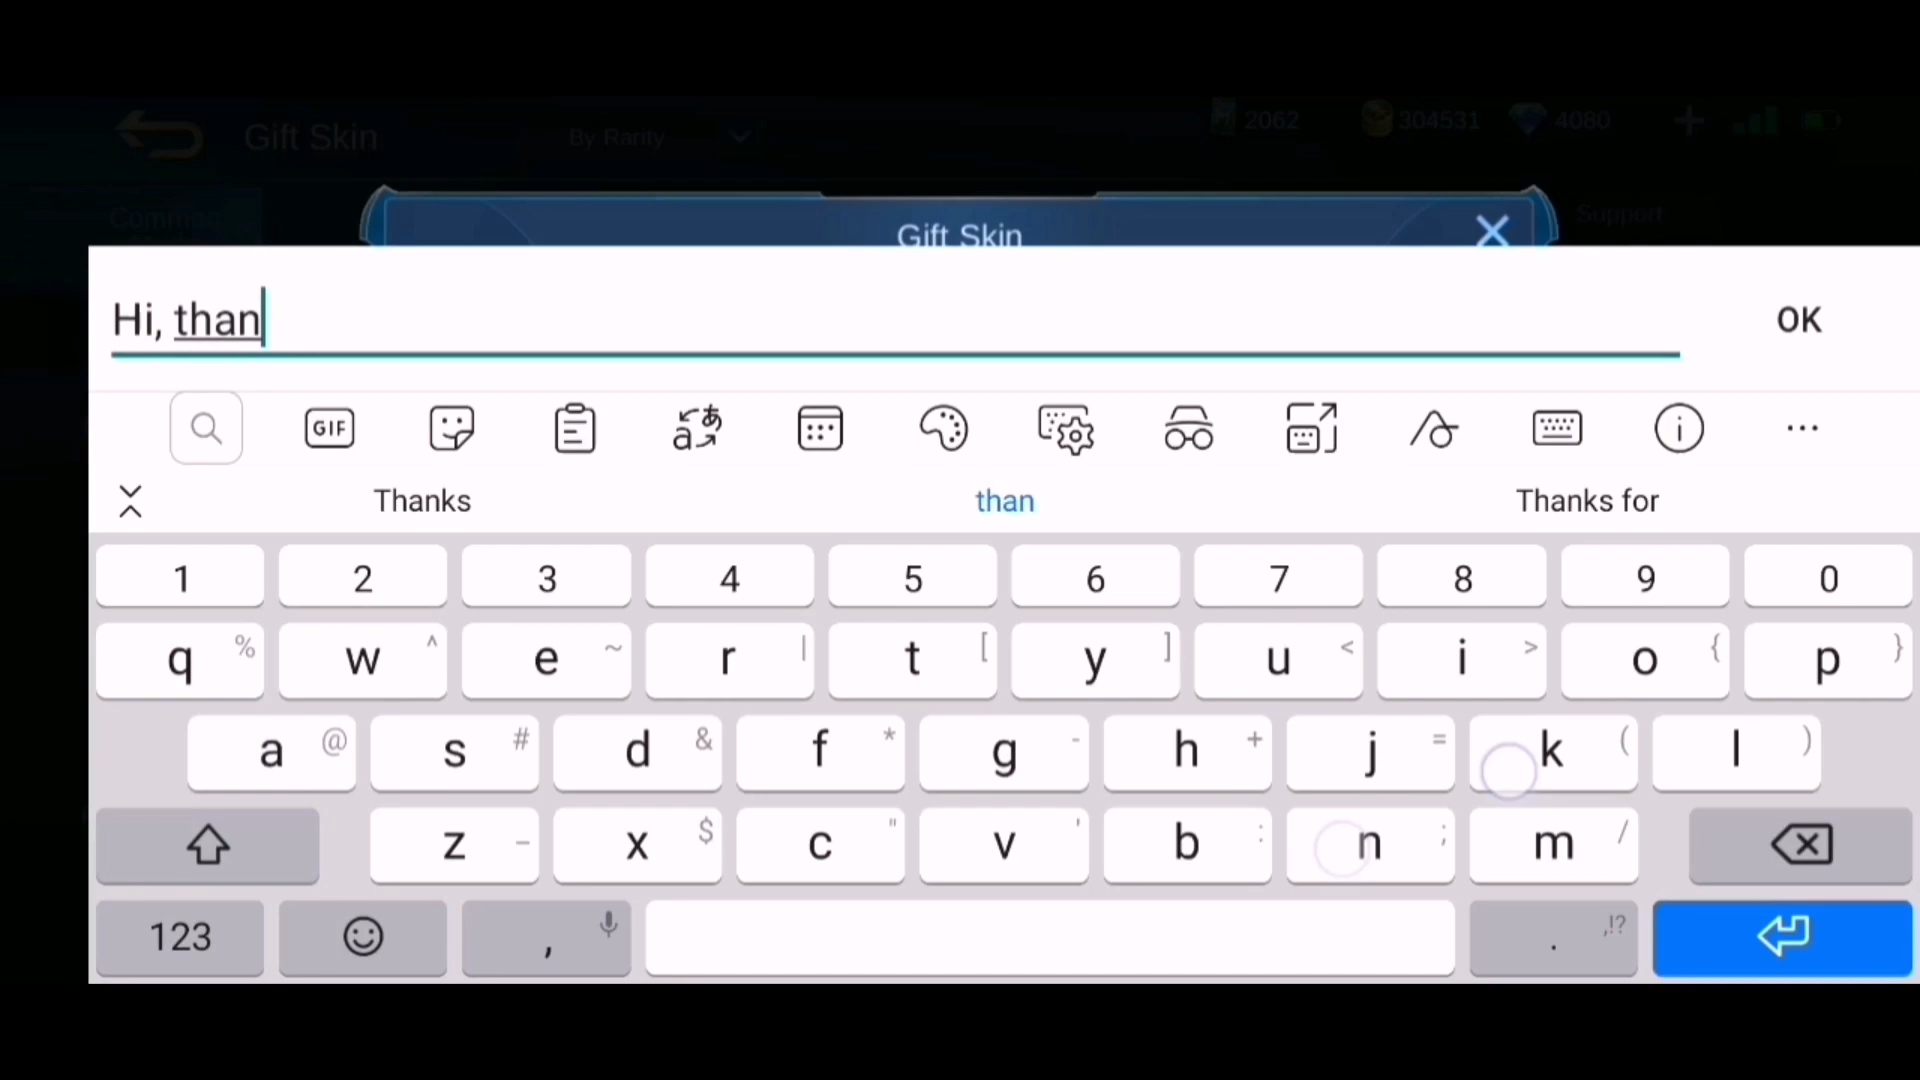 2062 304531 4080
Gift Skin By Rarity
Support
Gift Skin
Hi, than OK
GIF
Thanks than Thanks for
1 2 3 4 5 6 7 8 9 0
q % w ^ e ~ r | t [ y ] u < i > o { p }
a @ s # d & f * g - h + j = k ( l )
z _ x $ c " v ' b : n ; m /
123 , . ,!?